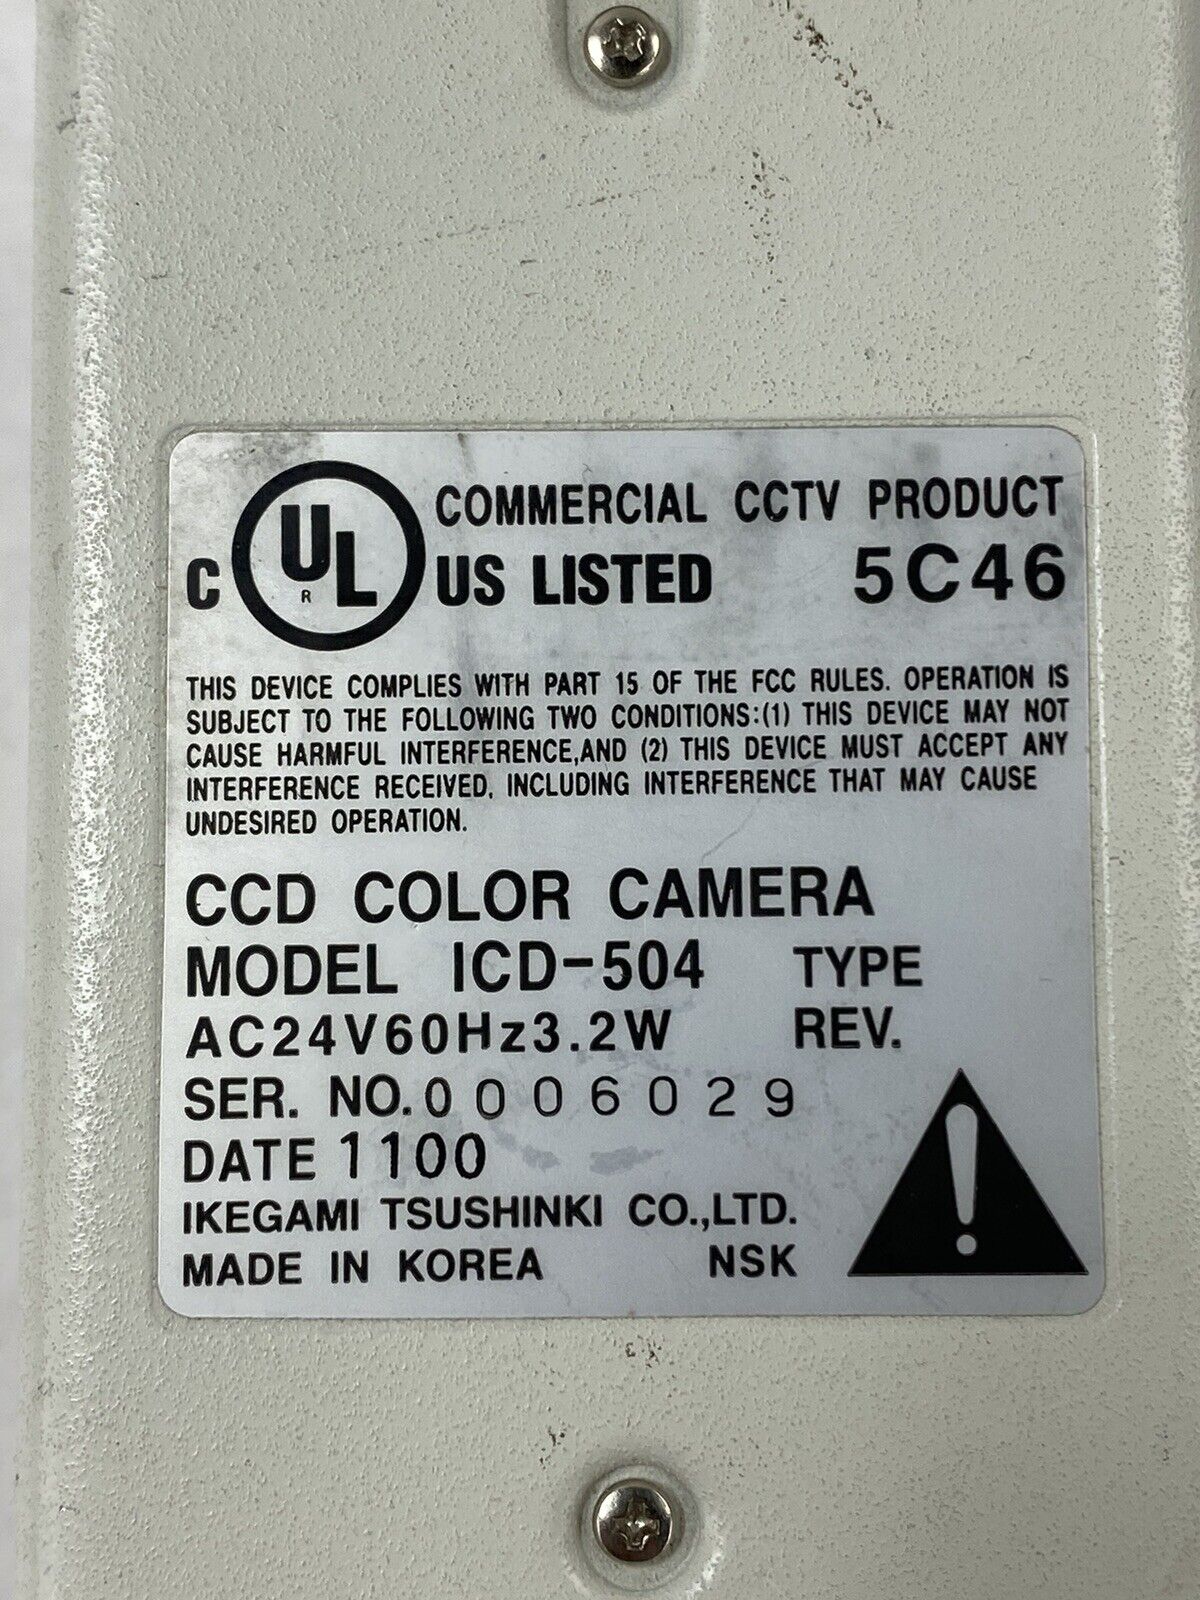 COMMERCIAL CCTV PRODUCT
C UL R US LISTED 5C46
THIS DEVICE COMPLIES WITH PART 15 OF THE FCC RULES. OPERATION IS
SUBJECT TO THE FOLLOWING TWO CONDITIONS:(1) THIS DEVICE MAY NOT
CAUSE HARMFUL INTERFERENCE,AND (2) THIS DEVICE MUST ACCEPT ANY
INTERFERENCE RECEIVED, INCLUDING INTERFERENCE THAT MAY CAUSE
UNDESIRED OPERATION.
CCD COLOR CAMERA
MODEL ICD-504 TYPE
AC24V60Hz3.2W REV.
SER. NO.0006029
DATE 1100
IKEGAMI TSUSHINKI CO.,LTD.
MADE IN KOREA NSK